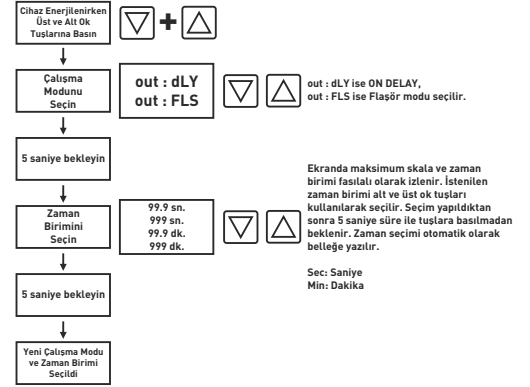 Cihaz Enerjilenirken
Üst ve Alt Ok
Tuşlarına Basın
Çalışma
Modunu
Seçin
out : dLY
out : FLS
out : dLY ise ON DELAY,
out : FLS ise Flaşör modu seçilir.
5 saniye bekleyin
Zaman
Birimini
Seçin
99.9 sn.
999 sn.
99.9 dk.
999 dk.
Ekranda maksimum skala ve zaman
birimi fasılalı olarak izlenir. İstenilen
zaman birimi alt ve üst ok tuşları
kullanılarak seçilir. Seçim yapıldıktan
sonra 5 saniye süre ile tuşlara basılmadan
beklenir. Zaman seçimi otomatik olarak
belleğe yazılır.
Sec: Saniye
Min: Dakika
5 saniye bekleyin
Yeni Çalışma Modu
ve Zaman Birimi
Seçildi